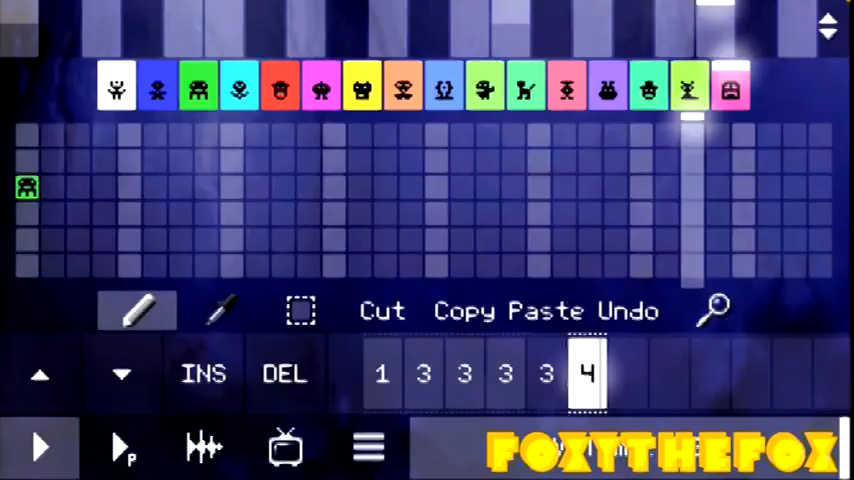 Cut Copy Paste Undo
INS DEL 1 3 3 3 3 4
P
FOXYTHEFOX